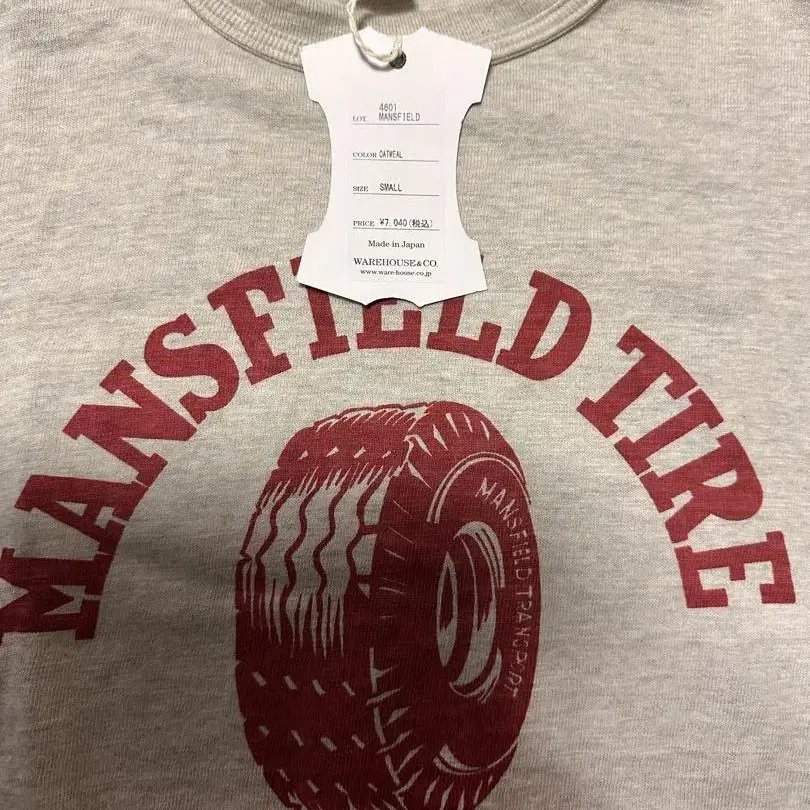 4601
LOT. MANSFIELD
COLOR OATMEAL
SIZE SMALL
PRICE ¥7,040(税込)
Made in Japan
WAREHOUSE&CO.
www.ware-house.co.jp
MANSFIELD TIRE
MANSFIELD TRANSPORT